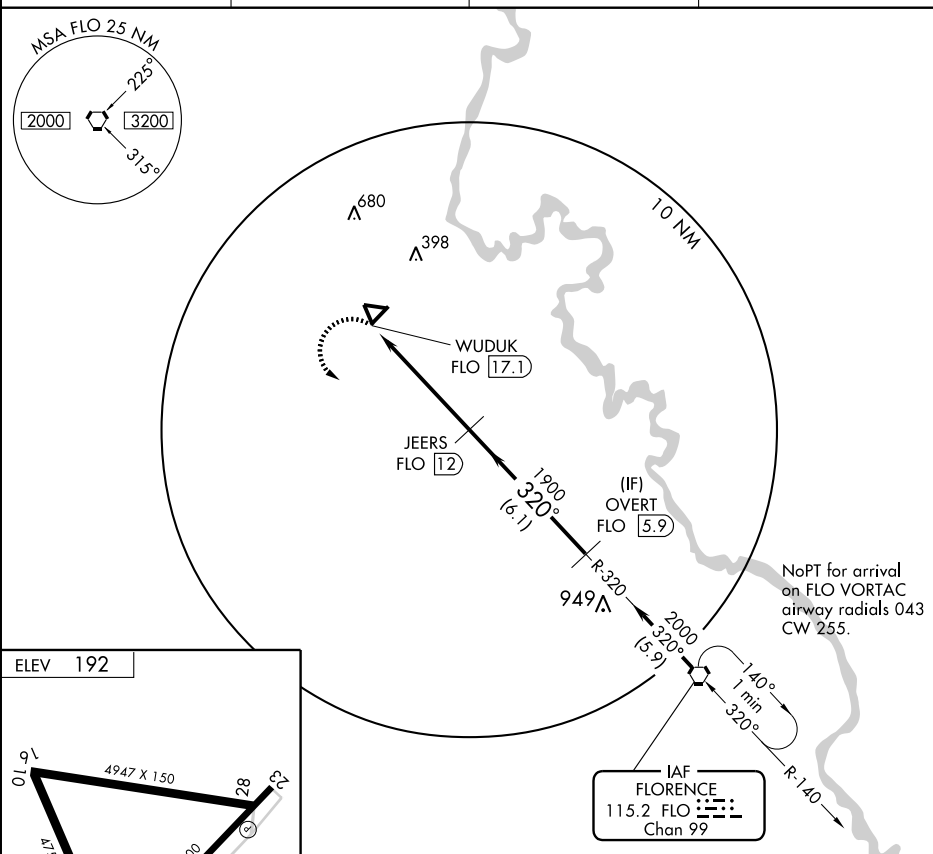 MSA FLO 25 NM
225°
2000
3200
315°
680
398
10 NM
WUDUK
FLO 17.1
JEERS
FLO 12
1900
320°
(6.1)
(IF)
OVERT
FLO 5.9
R-320
949
2000
320°
(5.9)
NoPT for arrival
on FLO VORTAC
airway radials 043
CW 255.
140°
1 min
320°
R-140
IAF
FLORENCE
115.2 FLO
Chan 99
ELEV 192
16
10
4947 X 150
28
23
P